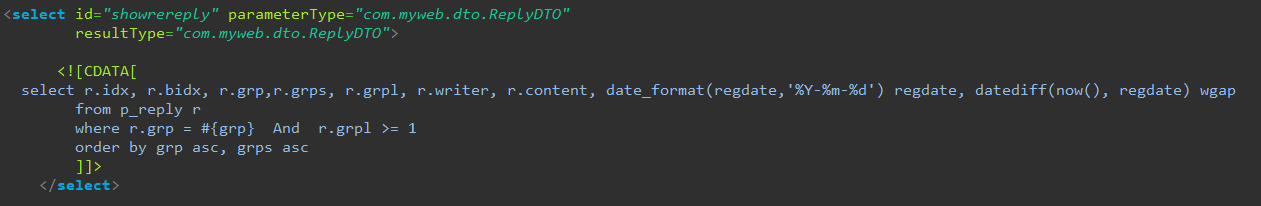 <select id="showrereply" parameterType="com.myweb.dto.ReplyDTO"
resultType="com.myweb.dto.ReplyDTO">
<![CDATA[
select r.idx, r.bidx, r.grp,r.grps, r.grpl, r.writer, r.content, date_format(regdate,'%Y-%m-%d') regdate, datediff(now(), regdate) wgap
from p_reply r
where r.grp = #{grp}  And  r.grpl >= 1
order by grp asc, grps asc
]]>
</select>